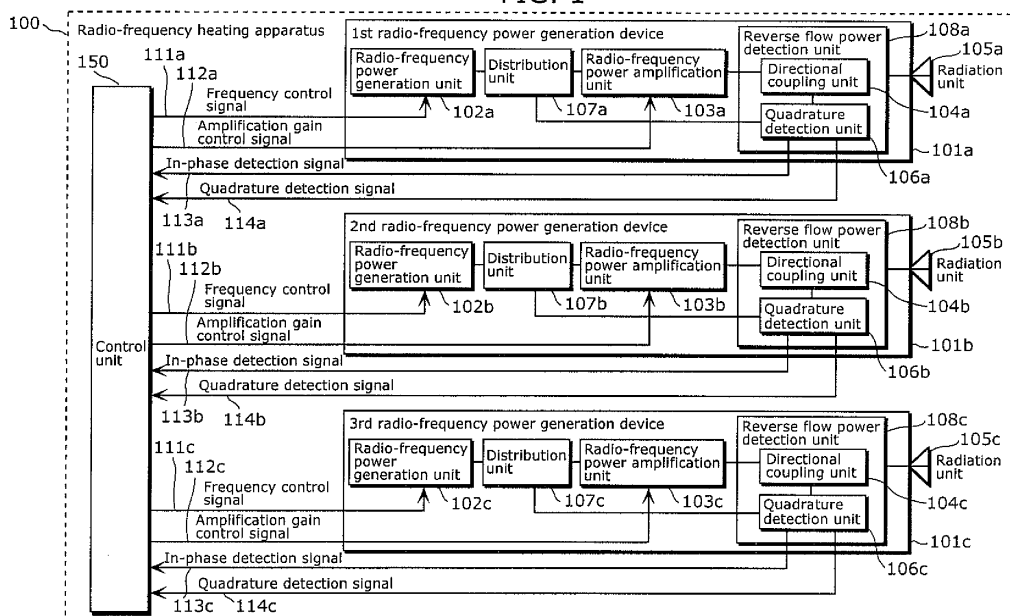 FIG. 1
100
Radio-frequency heating apparatus
150
Control unit
111a
112a
Frequency control signal
Amplification gain control signal
In-phase detection signal
Quadrature detection signal
113a
114a
1st radio-frequency power generation device
Radio-frequency power generation unit
102a
Distribution unit
107a
Radio-frequency power amplification unit
103a
Reverse flow power detection unit
Directional coupling unit
Quadrature detection unit
108a
105a
Radiation unit
104a
101a
106a
111b
112b
Frequency control signal
Amplification gain control signal
In-phase detection signal
Quadrature detection signal
113b
114b
2nd radio-frequency power generation device
Radio-frequency power generation unit
102b
Distribution unit
107b
Radio-frequency power amplification unit
103b
Reverse flow power detection unit
Directional coupling unit
Quadrature detection unit
108b
105b
Radiation unit
104b
101b
106b
111c
112c
Frequency control signal
Amplification gain control signal
In-phase detection signal
Quadrature detection signal
113c
114c
3rd radio-frequency power generation device
Radio-frequency power generation unit
102c
Distribution unit
107c
Radio-frequency power amplification unit
103c
Reverse flow power detection unit
Directional coupling unit
Quadrature detection unit
108c
105c
Radiation unit
104c
101c
106c